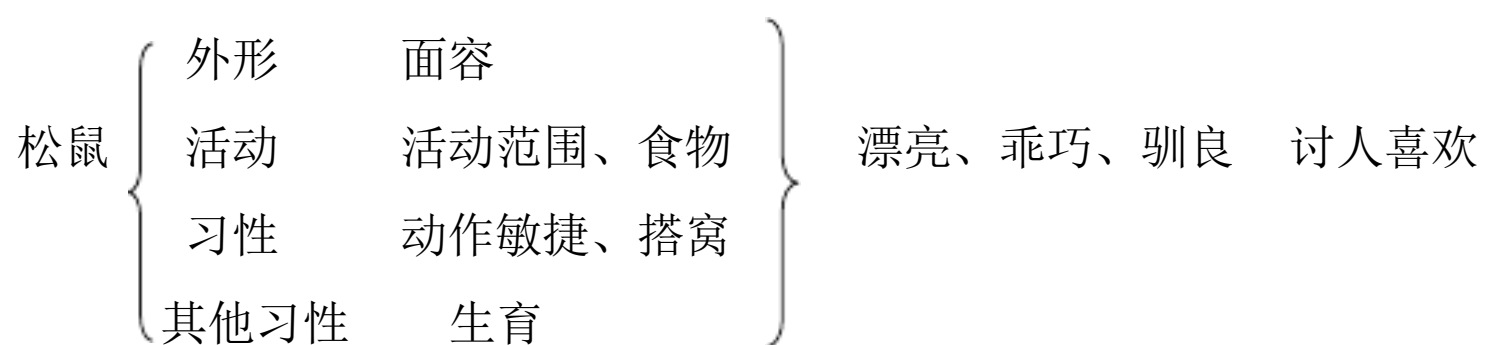 外形 面容
松鼠 活动 活动范围、食物 漂亮、乖巧、驯良 讨人喜欢
习性 动作敏捷、搭窝
其他习性 生育